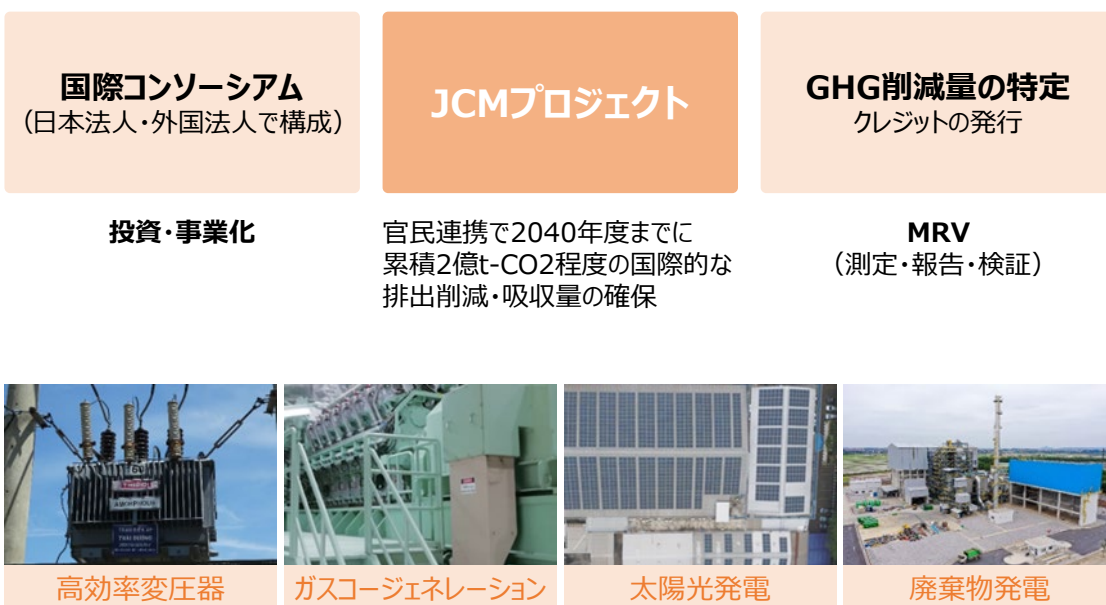 国際コンソーシアム
（日本法人・外国法人で構成）
JCMプロジェクト
GHG削減量の特定
クレジットの発行
投資・事業化
官民連携で2040年度までに
累積2億t-CO2程度の国際的な
排出削減・吸収量の確保
MRV
（測定・報告・検証）
AMORPHOUS
高効率変圧器
ガスコージェネレーション
太陽光発電
廃棄物発電